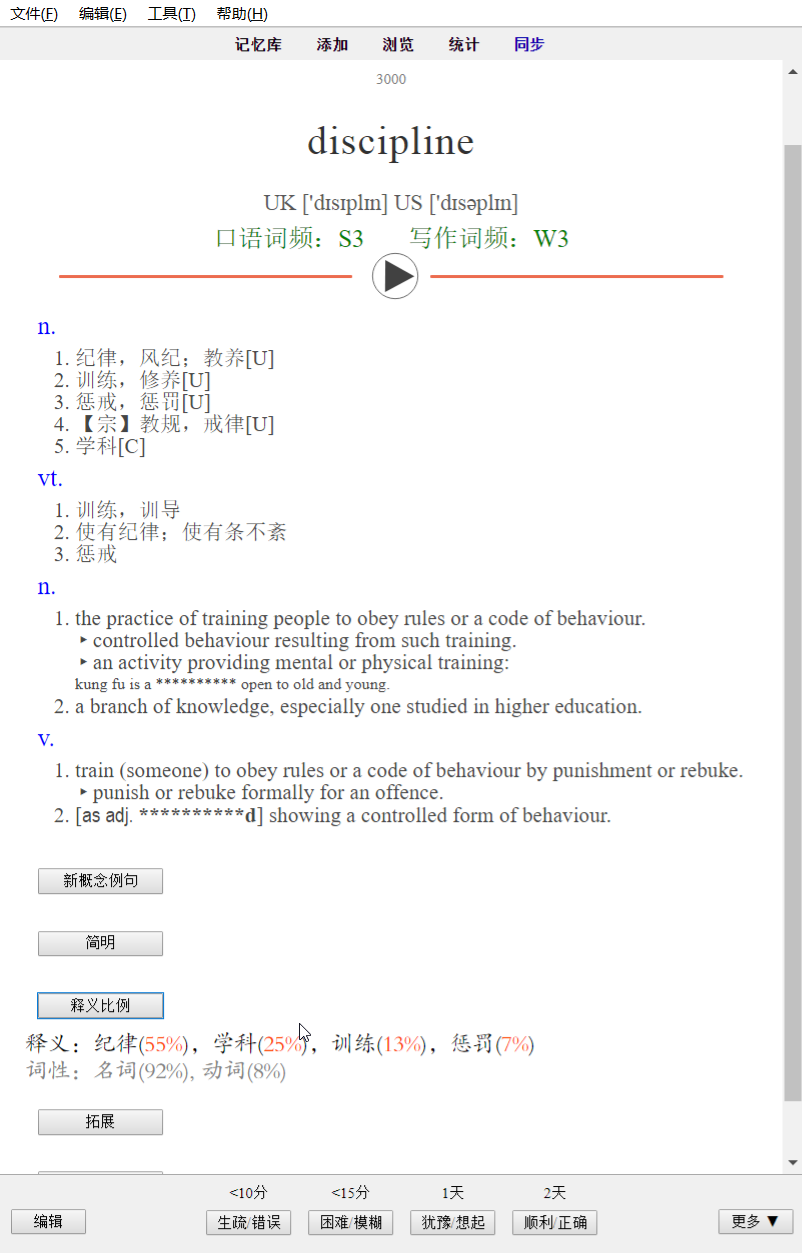 文件(F) 编辑(E) 工具(T) 帮助(H)
记忆库 添加 浏览 统计 同步
3000
discipline
UK ['dɪsɪplɪn] US ['dɪsəplɪn]
口语词频：S3 写作词频：W3
n.
1. 纪律，风纪；教养[U]
2. 训练，修养[U]
3. 惩戒，惩罚[U]
4. 【宗】教规，戒律[U]
5. 学科[C]
vt.
1. 训练，训导
2. 使有纪律；使有条不紊
3. 惩戒
n.
1. the practice of training people to obey rules or a code of behaviour.
‣ controlled behaviour resulting from such training.
‣ an activity providing mental or physical training:
kung fu is a ********** open to old and young.
2. a branch of knowledge, especially one studied in higher education.
v.
1. train (someone) to obey rules or a code of behaviour by punishment or rebuke.
‣ punish or rebuke formally for an offence.
2. [as adj. **********d] showing a controlled form of behaviour.
新概念例句
简明
释义比例
释义：纪律(55%)，学科(25%)，训练(13%)，惩罚(7%)
词性：名词(92%), 动词(8%)
拓展
<10分 <15分 1天 2天
编辑 生疏/错误 困难/模糊 犹豫/想起 顺利/正确 更多 ▼